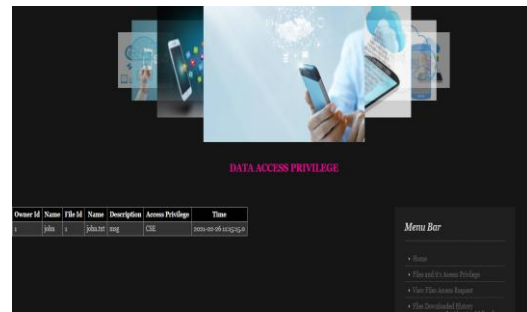 DATA ACCESS PRIVILEGE
Owner Id Name File Id Name Description Access Privilege Time
1 john 1 john.txt msg CSE
Menu Bar
Home
Files and It's Access Privilege
View Files Access Request
Files Downloaded History